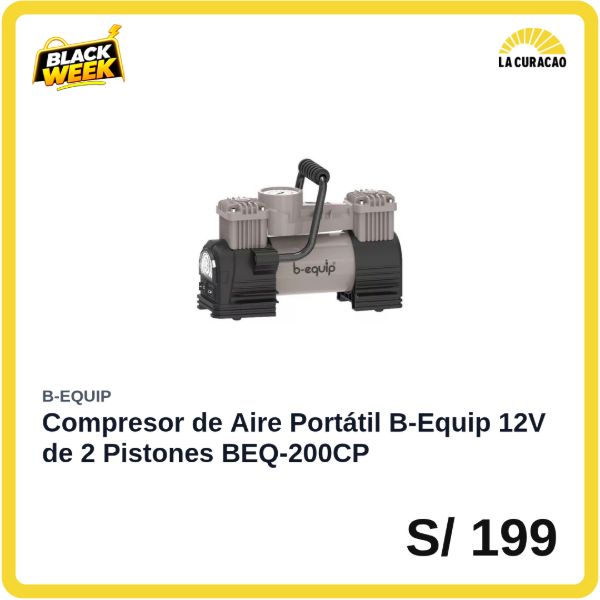 BLACK
WEEK
LA CURACAO
b-equip
B-EQUIP
Compresor de Aire Portátil B-Equip 12V
de 2 Pistones BEQ-200CP
S/ 199